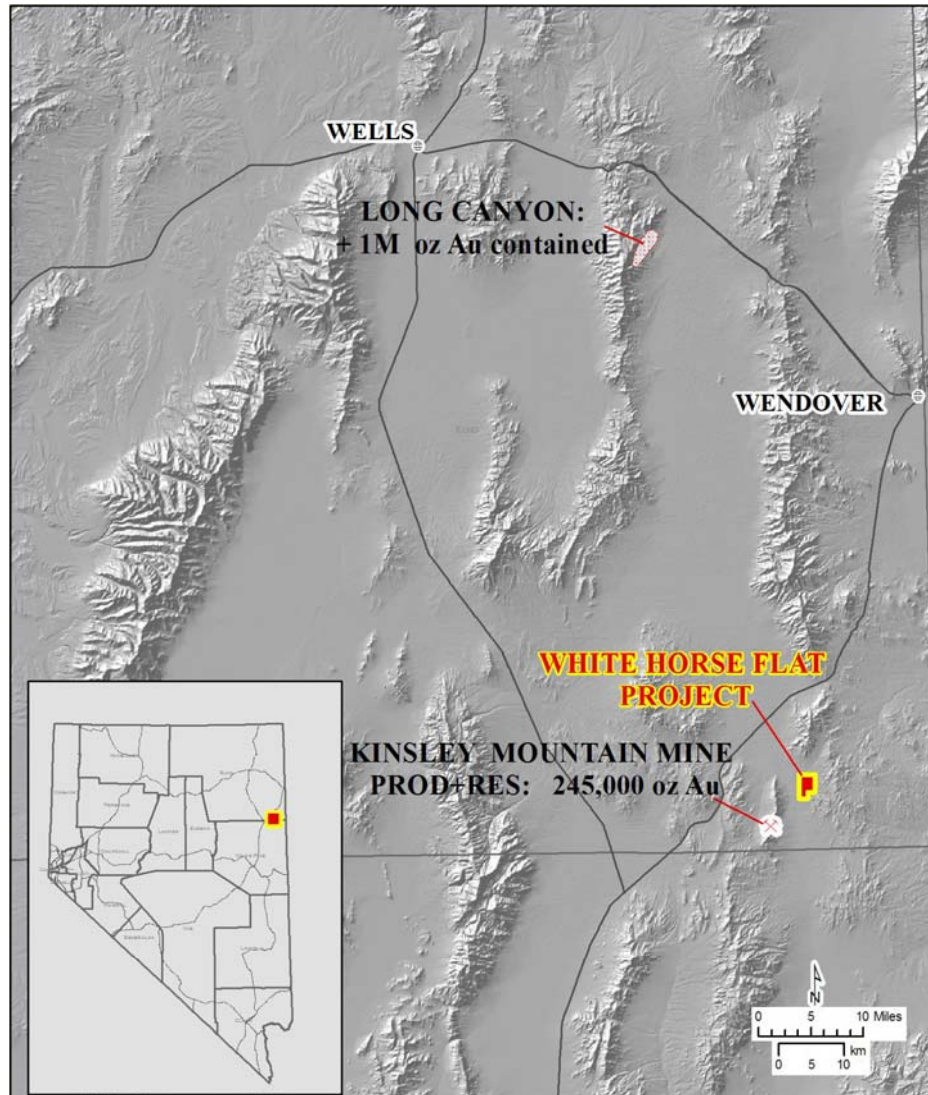 WELLS
LONG CANYON:
+ 1M oz Au contained
WENDOVER
WHITE HORSE FLAT
PROJECT
KINSLEY MOUNTAIN MINE
PROD+RES: 245,000 oz Au
N
0 5 10 Miles
0 5 10
km